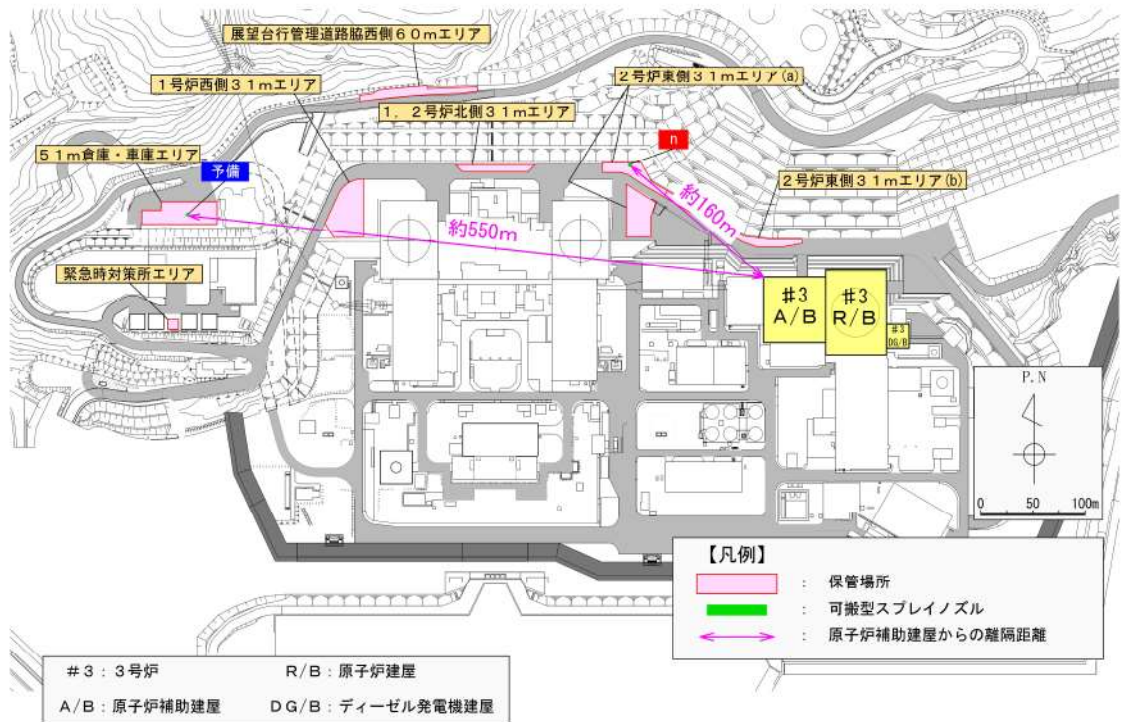 展望台行管理道路脇西側60mエリア
1号炉西側31mエリア
2号炉東側31mエリア(a)
1,2号炉北側31mエリア
n
51m倉庫・車庫エリア
予備
2号炉東側31mエリア(b)
約160m
約550m
緊急時対策所エリア
#3
A/B
#3
R/B
#3
DG/B
P.N
0 50 100m
【凡例】
: 保管場所
: 可搬型スプレイノズル
: 原子炉補助建屋からの離隔距離
#3:3号炉 R/B:原子炉建屋
A/B:原子炉補助建屋 DG/B:ディーゼル発電機建屋